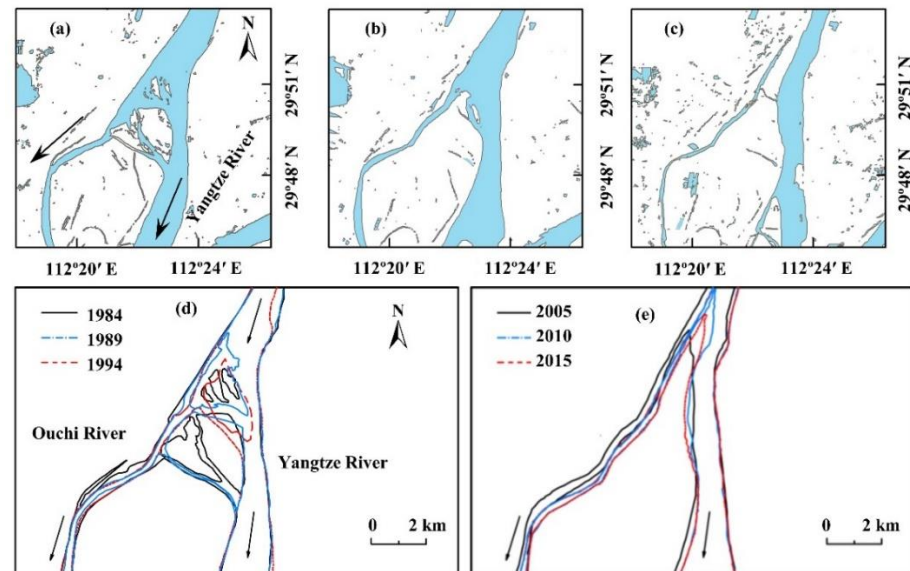 (a)
N
(b)
(c)
29°51′ N
29°48′ N
Yangtze River
29°51′ N
29°48′ N
29°51′ N
29°48′ N
112°20′ E
112°24′ E
112°20′ E
112°24′ E
112°20′ E
112°24′ E
(d)
1984
1989
1994
N
Ouchi River
Yangtze River
0
2 km
(e)
2005
2010
2015
0
2 km